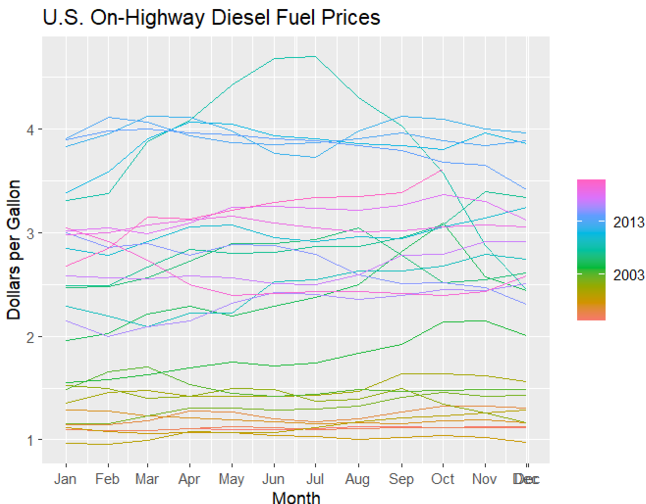 U.S. On-Highway Diesel Fuel Prices
Dollars per Gallon
4
3
2
1
2013
2003
Jan Feb Mar Apr May Jun Jul Aug Sep Oct Nov Dec
Month